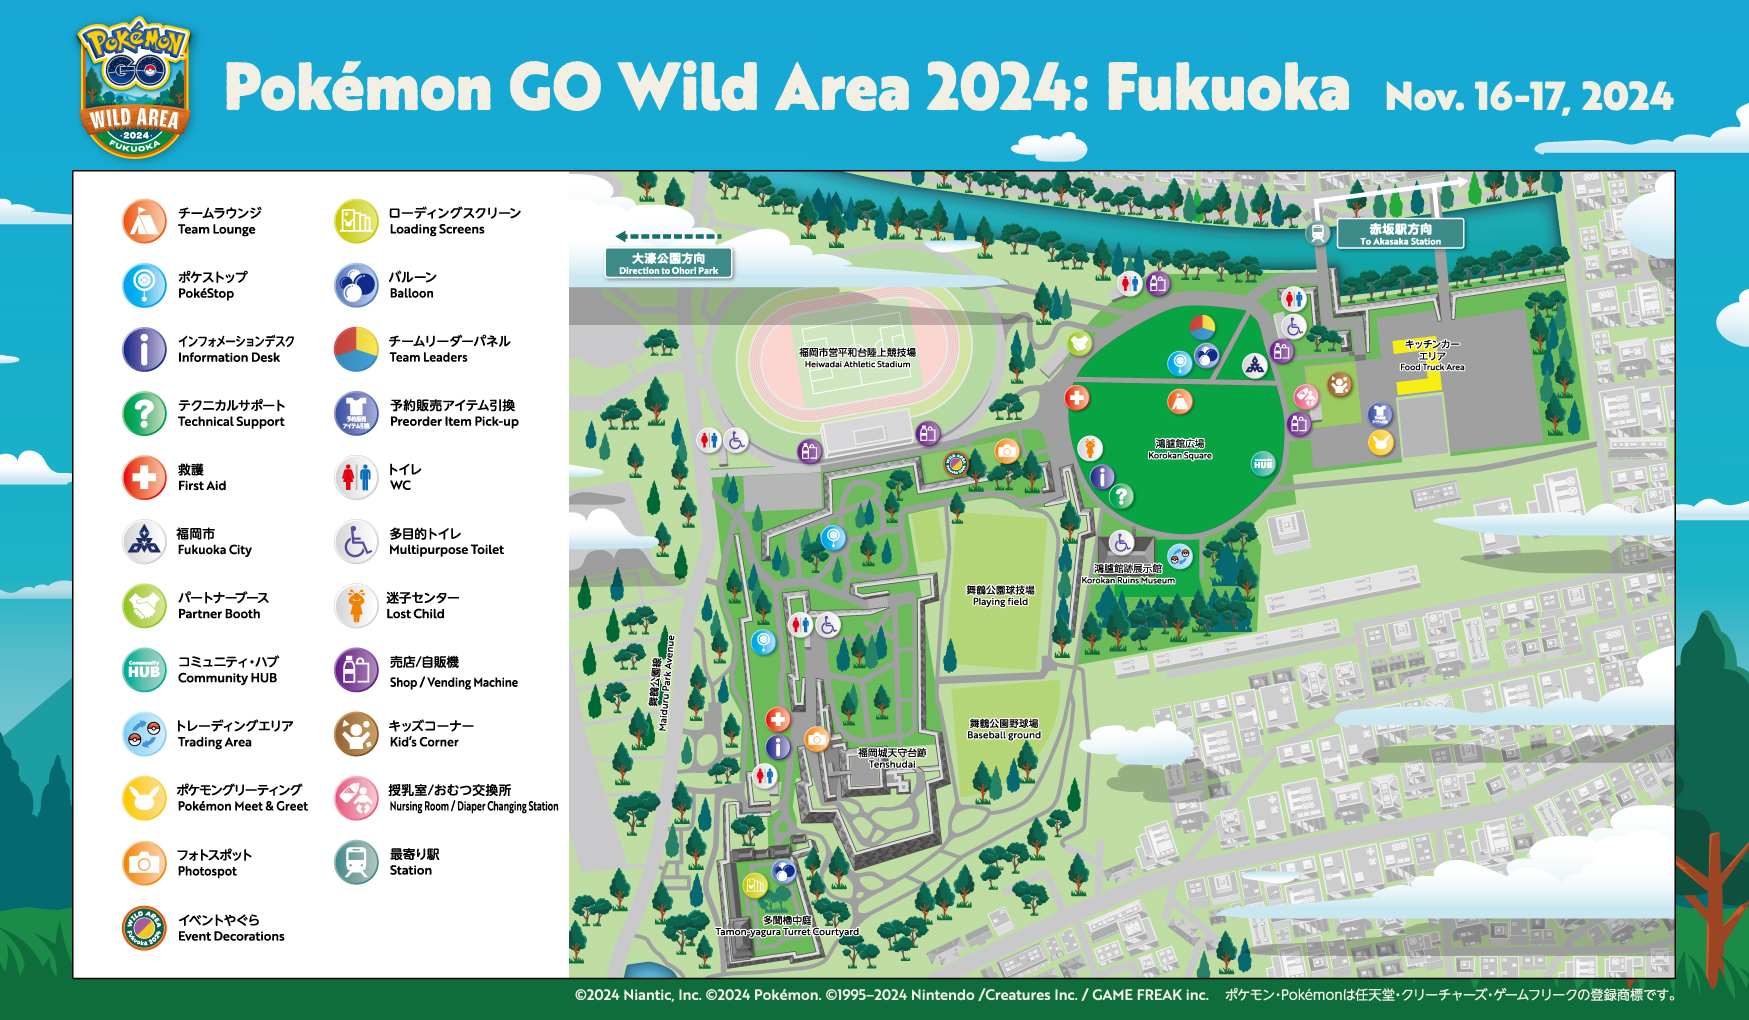 Pokémon
GO
WILD AREA
2024
FUKUOKA
Pokémon GO Wild Area 2024: Fukuoka
Nov. 16-17, 2024
チームラウンジ
Team Lounge
ローディングスクリーン
Loading Screens
ポケストップ
PokéStop
バルーン
Balloon
インフォメーションデスク
Information Desk
チームリーダーパネル
Team Leaders
テクニカルサポート
Technical Support
予約販売
アイテム引換
予約販売アイテム引換
Preorder Item Pick-up
救護
First Aid
トイレ
WC
福岡市
Fukuoka City
多目的トイレ
Multipurpose Toilet
パートナーブース
Partner Booth
迷子センター
Lost Child
Community
HUB
コミュニティ・ハブ
Community HUB
売店/自販機
Shop / Vending Machine
トレーディングエリア
Trading Area
キッズコーナー
Kid's Corner
ポケモングリーティング
Pokémon Meet & Greet
授乳室/おむつ交換所
Nursing Room / Diaper Changing Station
フォトスポット
Photospot
最寄り駅
Station
WILD AREA
Fukuoka 2024
イベントやぐら
Event Decorations
大濠公園方向
Direction to Ohori Park
赤坂駅方向
To Akasaka Station
福岡市営平和台陸上競技場
Heiwadai Athletic Stadium
キッチンカー
エリア
Food Truck Area
鴻臚館広場
Korokan Square
HUB
鴻臚館跡展示館
Korokan Ruins Museum
舞鶴公園球技場
Playing field
舞鶴公園線
Maiduru Park Avenue
舞鶴公園野球場
Baseball ground
福岡城天守台跡
Tenshudai
多聞櫓中庭
Tamon-yagura Turret Courtyard
©2024 Niantic, Inc. ©2024 Pokémon. ©1995–2024 Nintendo /Creatures Inc. / GAME FREAK inc. ポケモン・Pokémonは任天堂・クリーチャーズ・ゲームフリークの登録商標です。